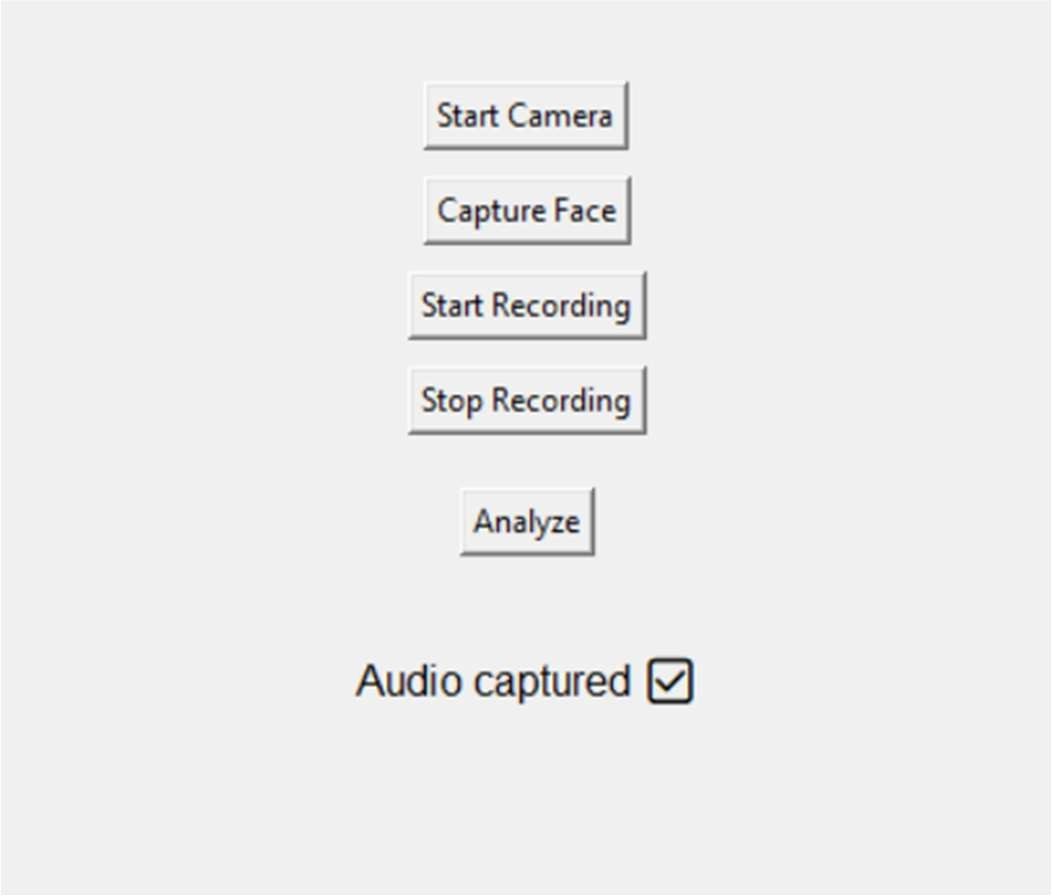 Start Camera
Capture Face
Start Recording
Stop Recording
Analyze
Audio captured ☑